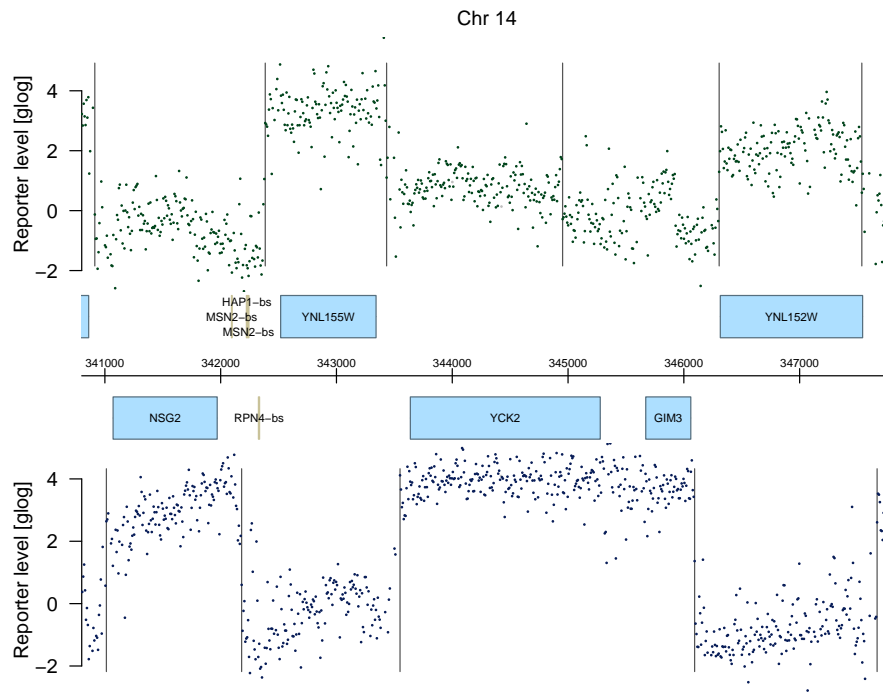 Chr 14
Reporter level [glog]
4
2
0
−2
HAP1−bs
MSN2−bs
MSN2−bs
YNL155W
YNL152W
341000 342000 343000 344000 345000 346000 347000
NSG2
RPN4−bs
YCK2
GIM3
Reporter level [glog]
4
2
0
−2